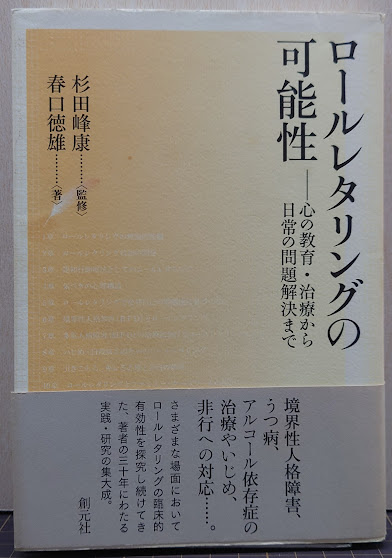 ロールレタリングの
可能性
――心の教育・治療から
日常の問題解決まで
杉田峰康………〈監修〉
春口徳雄………〈著〉
境界性人格障害、
うつ病、
アルコール依存症の
治療やいじめ、
非行への対応……。
さまざまな場面において
ロールレタリングの臨床的
有効性を探究し続けてき
た、著者の三十年にわたる
実践・研究の集大成。
創元社